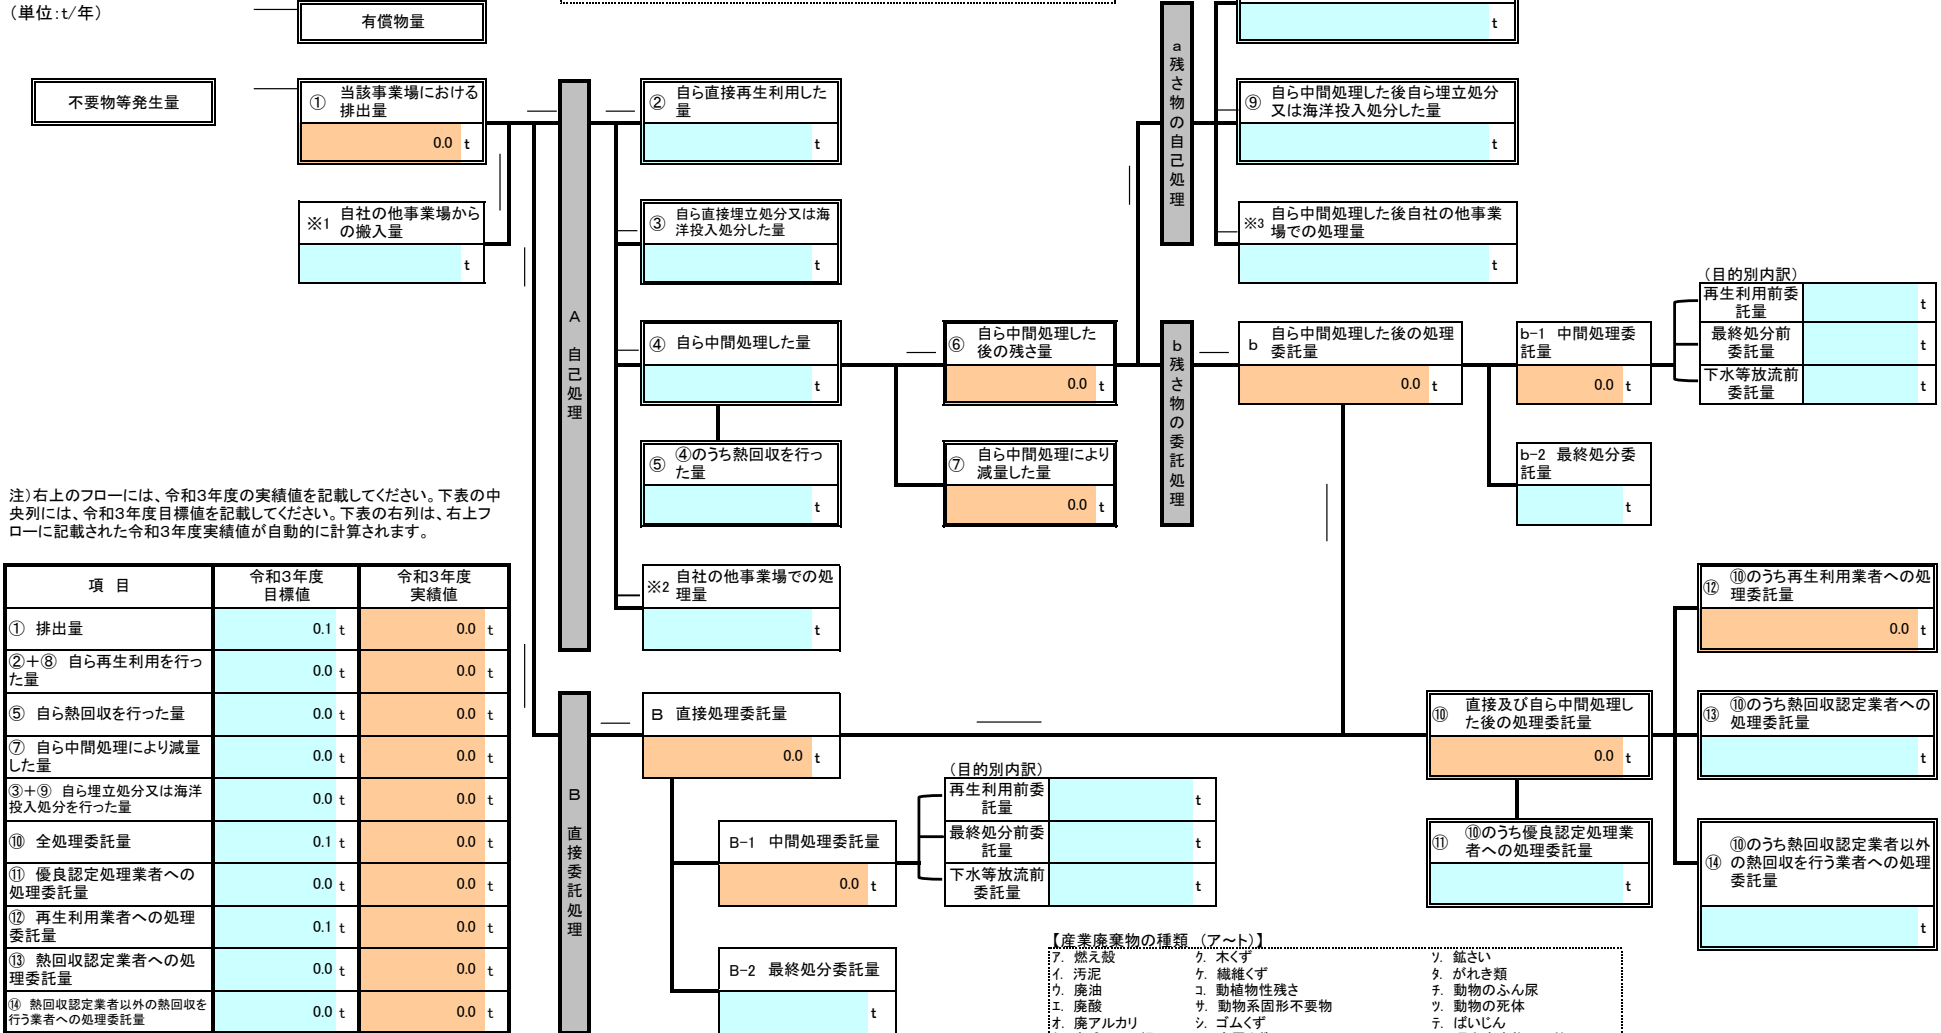 (単位:t/年)
有償物量
不要物等発生量
① 当該事業場における
排出量
0.0 t
※1 自社の他事業場から
の搬入量
t
A 自己処理
② 自ら直接再生利用した
量
t
③ 自ら直接埋立処分又は海
洋投入処分した量
t
④ 自ら中間処理した量
t
⑤ ④のうち熱回収を行っ
た量
t
※2 自社の他事業場での処
理量
t
⑥ 自ら中間処理した
後の残さ量
0.0 t
⑦ 自ら中間処理により
減量した量
0.0 t
a 残さ物の自己処理
t
⑨ 自ら中間処理した後自ら埋立処分
又は海洋投入処分した量
t
※3 自ら中間処理した後自社の他事業
場での処理量
t
b 残さ物の委託処理
b 自ら中間処理した後の処理
委託量
0.0 t
b-1 中間処理委
託量
0.0 t
(目的別内訳)
再生利用前委
託量
t
最終処分前
委託量
t
下水等放流前
委託量
t
b-2 最終処分委
託量
t
注)右上のフローには、令和3年度の実績値を記載してください。下表の中
央列には、令和3年度目標値を記載してください。下表の右列は、右上フ
ローに記載された令和3年度実績値が自動的に計算されます。
項 目
令和3年度
目標値
令和3年度
実績値
① 排出量
0.1 t
0.0 t
②+⑧ 自ら再生利用を行っ
た量
0.0 t
0.0 t
⑤ 自ら熱回収を行った量
0.0 t
0.0 t
⑦ 自ら中間処理により減量
した量
0.0 t
0.0 t
③+⑨ 自ら埋立処分又は海洋
投入処分を行った量
0.0 t
0.0 t
⑩ 全処理委託量
0.1 t
0.0 t
⑪ 優良認定処理業者への
処理委託量
0.0 t
0.0 t
⑫ 再生利用業者への処理
委託量
0.1 t
0.0 t
⑬ 熱回収認定業者への処
理委託量
0.0 t
0.0 t
⑭ 熱回収認定業者以外の熱回収を
行う業者への処理委託量
0.0 t
0.0 t
B 直接委託処理
B 直接処理委託量
0.0 t
B-1 中間処理委託量
0.0 t
(目的別内訳)
再生利用前委
託量
t
最終処分前委
託量
t
下水等放流前
委託量
t
B-2 最終処分委託量
t
⑩ 直接及び自ら中間処理し
た後の処理委託量
0.0 t
⑪ ⑩のうち優良認定処理業
者への処理委託量
t
⑫ ⑩のうち再生利用業者への処
理委託量
0.0 t
⑬ ⑩のうち熱回収認定業者への
処理委託量
t
⑭ ⑩のうち熱回収認定業者以外
の熱回収を行う業者への処理
委託量
t
【産業廃棄物の種類 (ア~ト)】
ア. 燃え殻
イ. 汚泥
ウ. 廃油
エ. 廃酸
オ. 廃アルカリ
ク. 木くず
ケ. 繊維くず
コ. 動植物性残さ
サ. 動物系固形不要物
シ. ゴムくず
ソ. 鉱さい
タ. がれき類
チ. 動物のふん尿
ツ. 動物の死体
テ. ばいじん